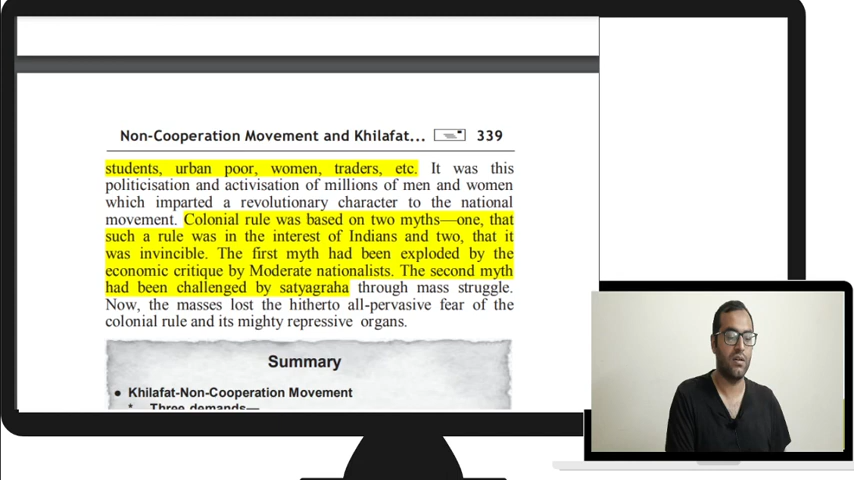 Non-Cooperation Movement and Khilafat... 339
students, urban poor, women, traders, etc. It was this
politicisation and activisation of millions of men and women
which imparted a revolutionary character to the national
movement. Colonial rule was based on two myths—one, that
such a rule was in the interest of Indians and two, that it
was invincible. The first myth had been exploded by the
economic critique by Moderate nationalists. The second myth
had been challenged by satyagraha through mass struggle.
Now, the masses lost the hitherto all-pervasive fear of the
colonial rule and its mighty repressive organs.
Summary
● Khilafat-Non-Cooperation Movement
* Three demands—